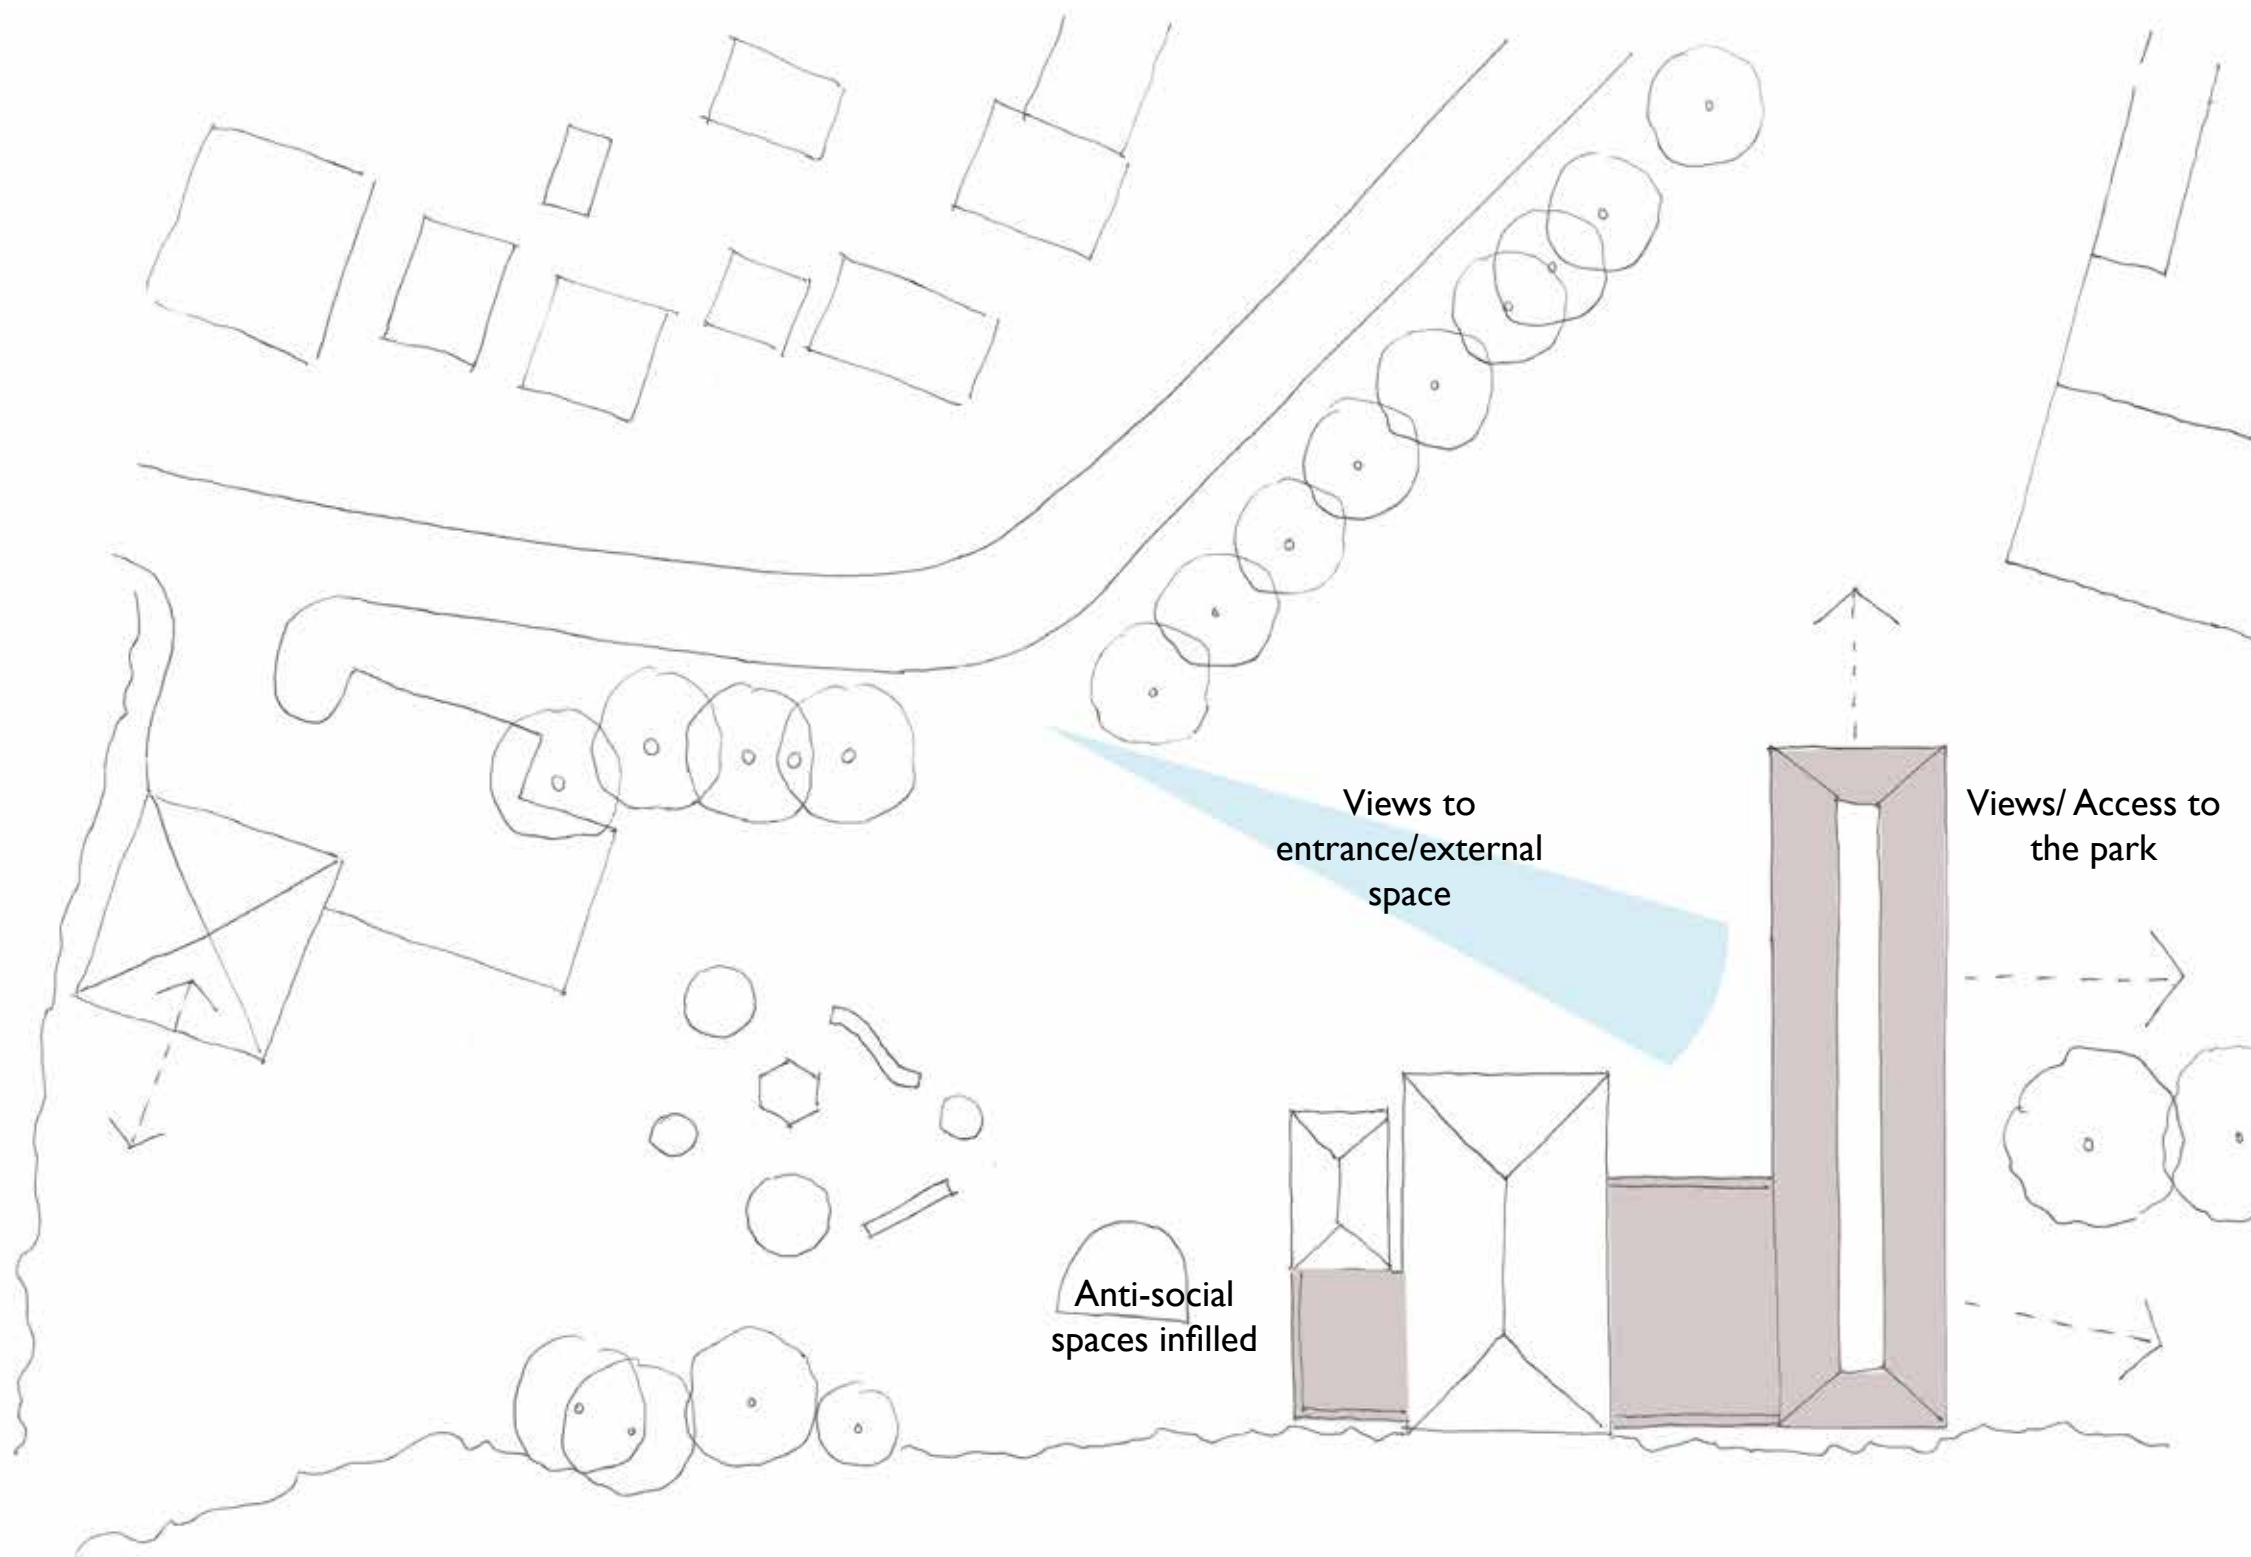 Views to
entrance/external
space
Views/ Access to
the park
Anti-social
spaces infilled